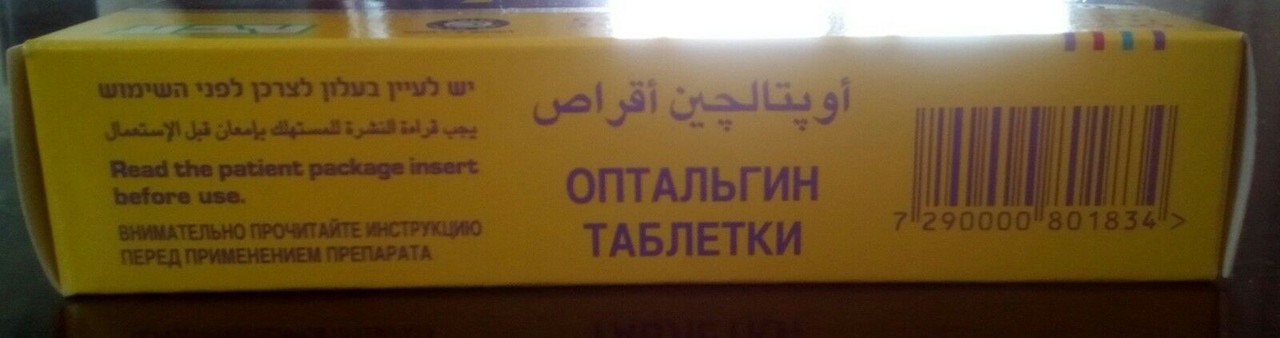 יש לעיין בעלון לצרכן לפני השימוש
يجب قراءة النشرة للمستهلك بإمعان قبل الإستعمال
Read the patient package insert
before use.
ВНИМАТЕЛЬНО ПРОЧИТАЙТЕ ИНСТРУКЦИЮ
ПЕРЕД ПРИМЕНЕНИЕМ ПРЕПАРАТА
أوپتالچين أقراص
ОПТАЛЬГИН
ТАБЛЕТКИ
7 290000 801834 >